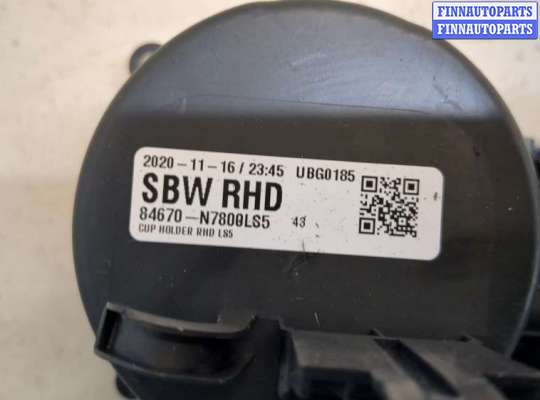 FINNAUTOPARTS
FINNAUTOPARTS
2020-11-16 / 23:45 UBG0185
SBW RHD
84670-N7800LS5 43
CUP HOLDER RHD LS5